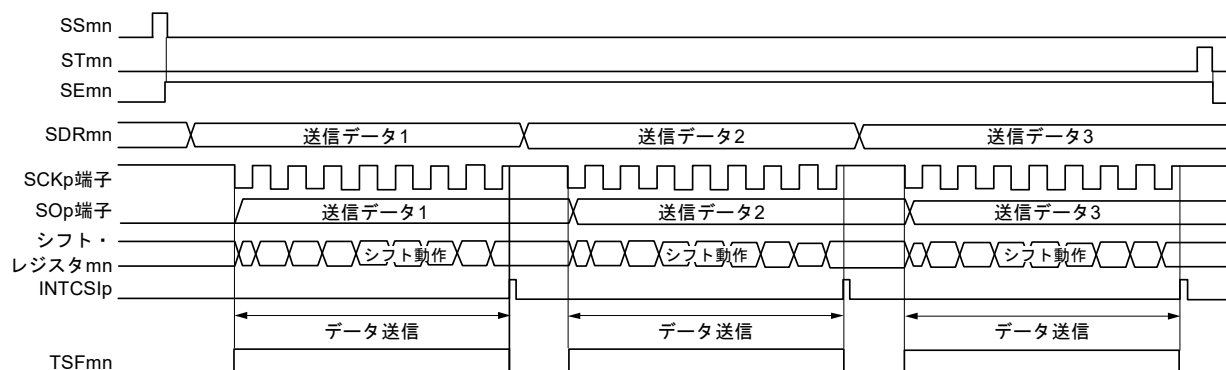 SSmn
STmn
SEmn
SDRmn 送信データ1 送信データ2 送信データ3
SCKp端子
SOp端子 送信データ1 送信データ2 送信データ3
シフト・
レジスタmn シフト動作 シフト動作 シフト動作
INTCSIp
データ送信 データ送信 データ送信
TSFmn